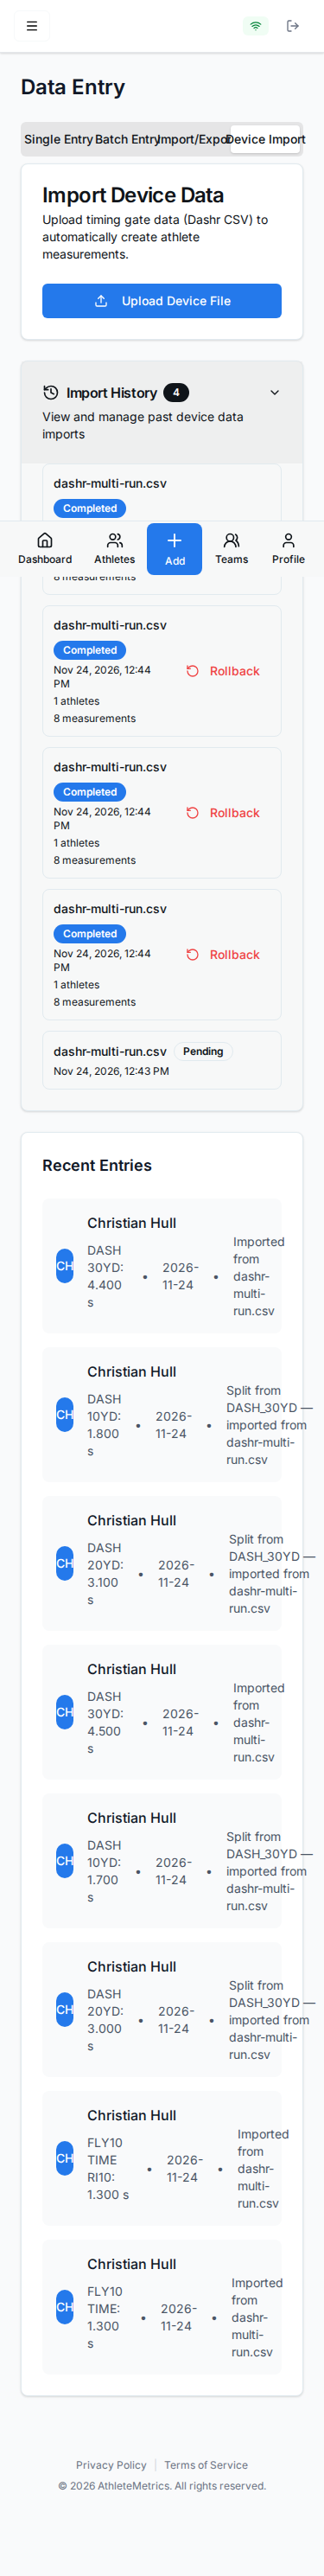 Data Entry
Single Entry Batch Entry Import/Expo Device Import
Import Device Data
Upload timing gate data (Dashr CSV) to
automatically create athlete
measurements.
Upload Device File
Import History 4
View and manage past device data
imports
dashr-multi-run.csv
Completed
Dashboard Athletes Add Teams Profile
8 measurements
dashr-multi-run.csv
Completed
Nov 24, 2026, 12:44
PM
Rollback
1 athletes
8 measurements
dashr-multi-run.csv
Completed
Nov 24, 2026, 12:44
PM
Rollback
1 athletes
8 measurements
dashr-multi-run.csv
Completed
Nov 24, 2026, 12:44
PM
Rollback
1 athletes
8 measurements
dashr-multi-run.csv Pending
Nov 24, 2026, 12:43 PM
Recent Entries
CH
Christian Hull
DASH
30YD:
4.400
s
•
2026-
11-24
•
Imported
from
dashr-
multi-
run.csv
CH
Christian Hull
DASH
10YD:
1.800
s
•
2026-
11-24
•
Split from
DASH_30YD —
imported from
dashr-multi-
run.csv
CH
Christian Hull
DASH
20YD:
3.100
s
•
2026-
11-24
•
Split from
DASH_30YD —
imported from
dashr-multi-
run.csv
CH
Christian Hull
DASH
30YD:
4.500
s
•
2026-
11-24
•
Imported
from
dashr-
multi-
run.csv
CH
Christian Hull
DASH
10YD:
1.700
s
•
2026-
11-24
•
Split from
DASH_30YD —
imported from
dashr-multi-
run.csv
CH
Christian Hull
DASH
20YD:
3.000
s
•
2026-
11-24
•
Split from
DASH_30YD —
imported from
dashr-multi-
run.csv
CH
Christian Hull
FLY10
TIME
RI10:
1.300 s
•
2026-
11-24
•
Imported
from
dashr-
multi-
run.csv
CH
Christian Hull
FLY10
TIME:
1.300
s
•
2026-
11-24
•
Imported
from
dashr-
multi-
run.csv
Privacy Policy | Terms of Service
© 2026 AthleteMetrics. All rights reserved.